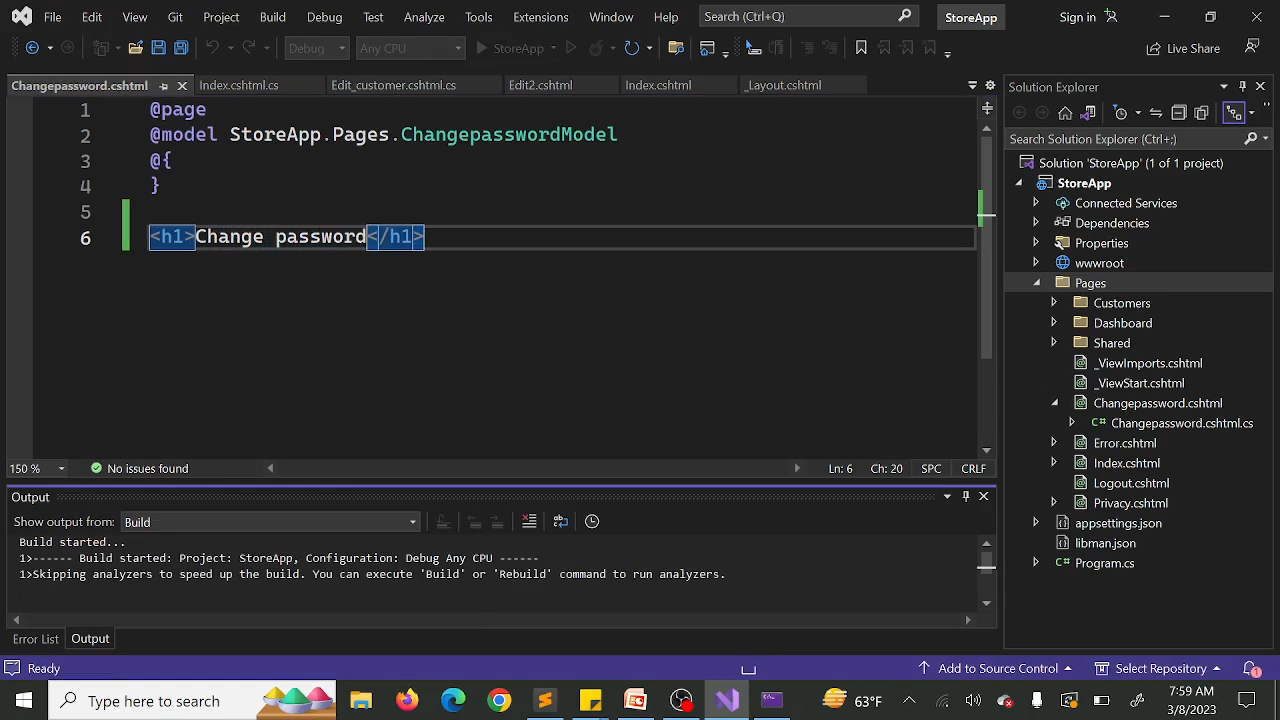 File Edit View Git Project Build Debug Test Analyze Tools Extensions Window Help Search (Ctrl+Q) StoreApp Sign in
Debug Any CPU StoreApp Live Share
Changepassword.cshtml Index.cshtml.cs Edit_customer.cshtml.cs Edit2.cshtml Index.cshtml _Layout.cshtml
1 @page
2 @model StoreApp.Pages.ChangepasswordModel
3 @{
4 }
5
6 <h1>Change password</h1>
150 % No issues found Ln: 6 Ch: 20 SPC CRLF
Output
Show output from: Build
Build started...
1>------ Build started: Project: StoreApp, Configuration: Debug Any CPU ------
1>Skipping analyzers to speed up the build. You can execute 'Build' or 'Rebuild' command to run analyzers.
Error List Output
Solution Explorer
Search Solution Explorer (Ctrl+;)
Solution 'StoreApp' (1 of 1 project)
StoreApp
Connected Services
Dependencies
Properties
wwwroot
Pages
Customers
Dashboard
Shared
_ViewImports.cshtml
_ViewStart.cshtml
Changepassword.cshtml
Changepassword.cshtml.cs
Error.cshtml
Index.cshtml
Logout.cshtml
Privacy.cshtml
appsettings.json
libman.json
Program.cs
Ready Add to Source Control Select Repository 1
Type here to search 63°F 7:59 AM
3/8/2023